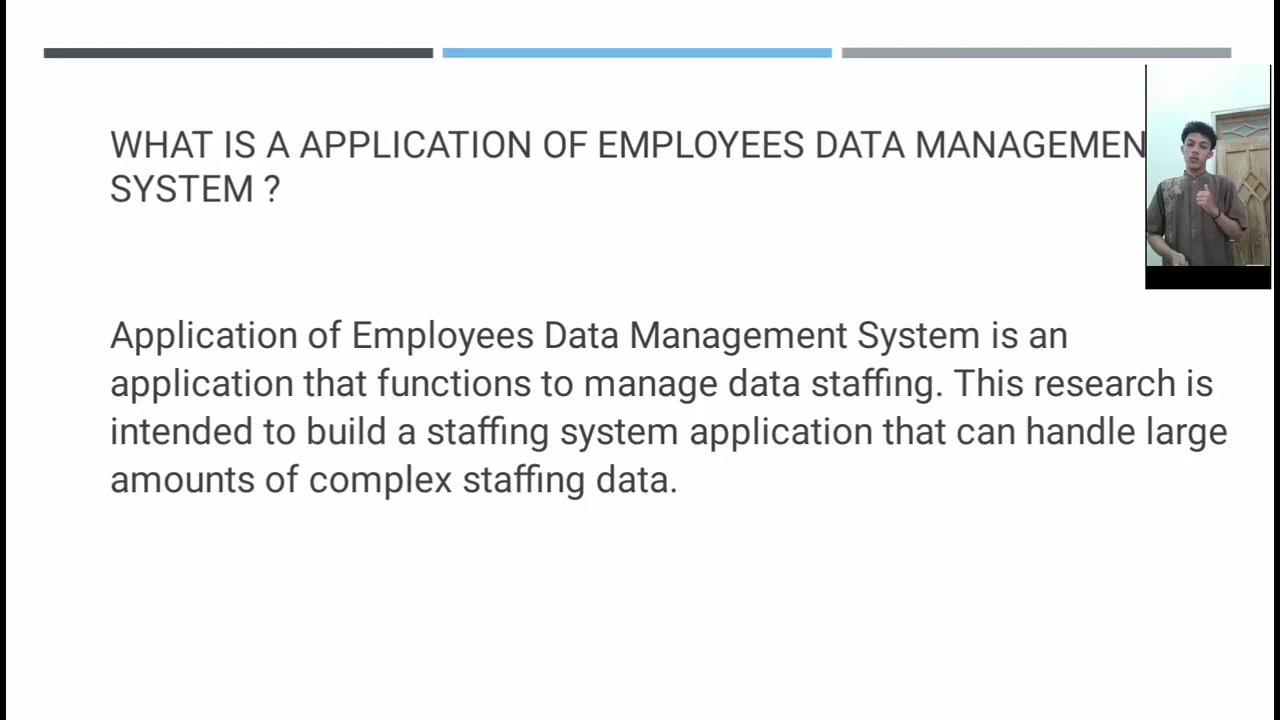 WHAT IS A APPLICATION OF EMPLOYEES DATA MANAGEMEN
SYSTEM ?
Application of Employees Data Management System is an
application that functions to manage data staffing. This research is
intended to build a staffing system application that can handle large
amounts of complex staffing data.